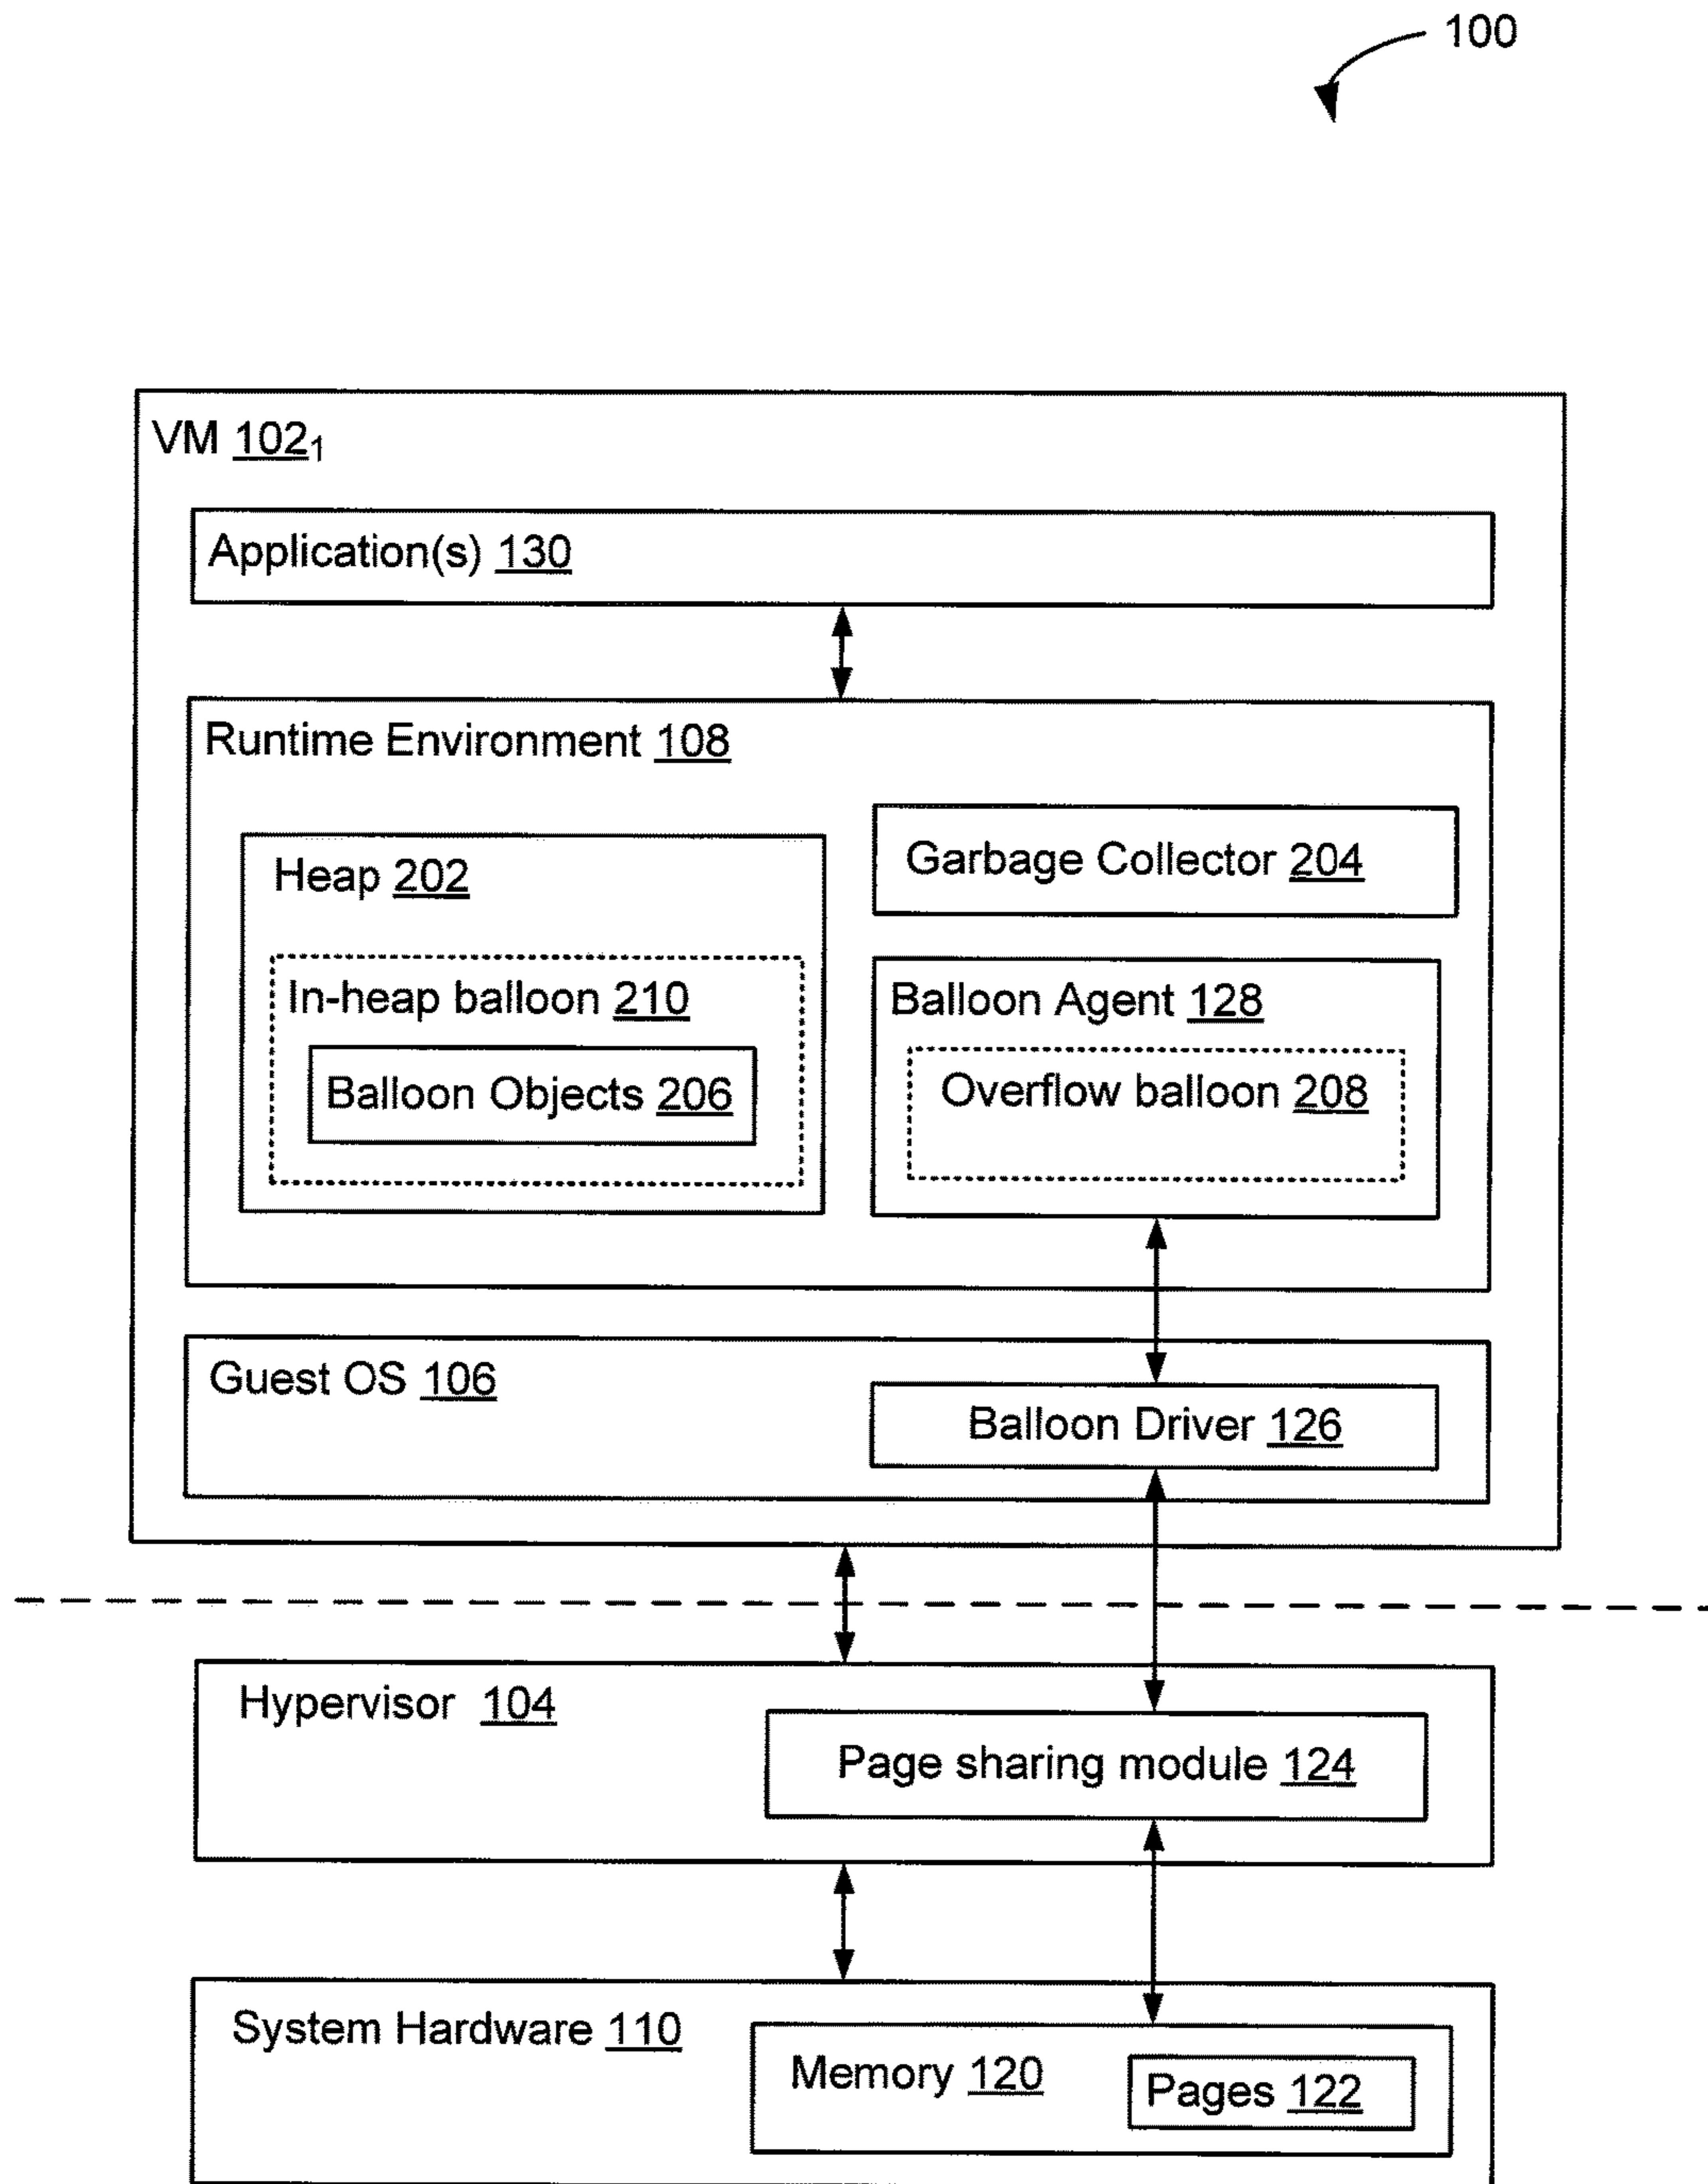 100
VM 102₁
Application(s) 130
Runtime Environment 108
Garbage Collector 204
Heap 202
In-heap balloon 210
Balloon Agent 128
Balloon Objects 206
Overflow balloon 208
Guest OS 106
Balloon Driver 126
Hypervisor 104
Page sharing module 124
System Hardware 110
Memory 120
Pages 122